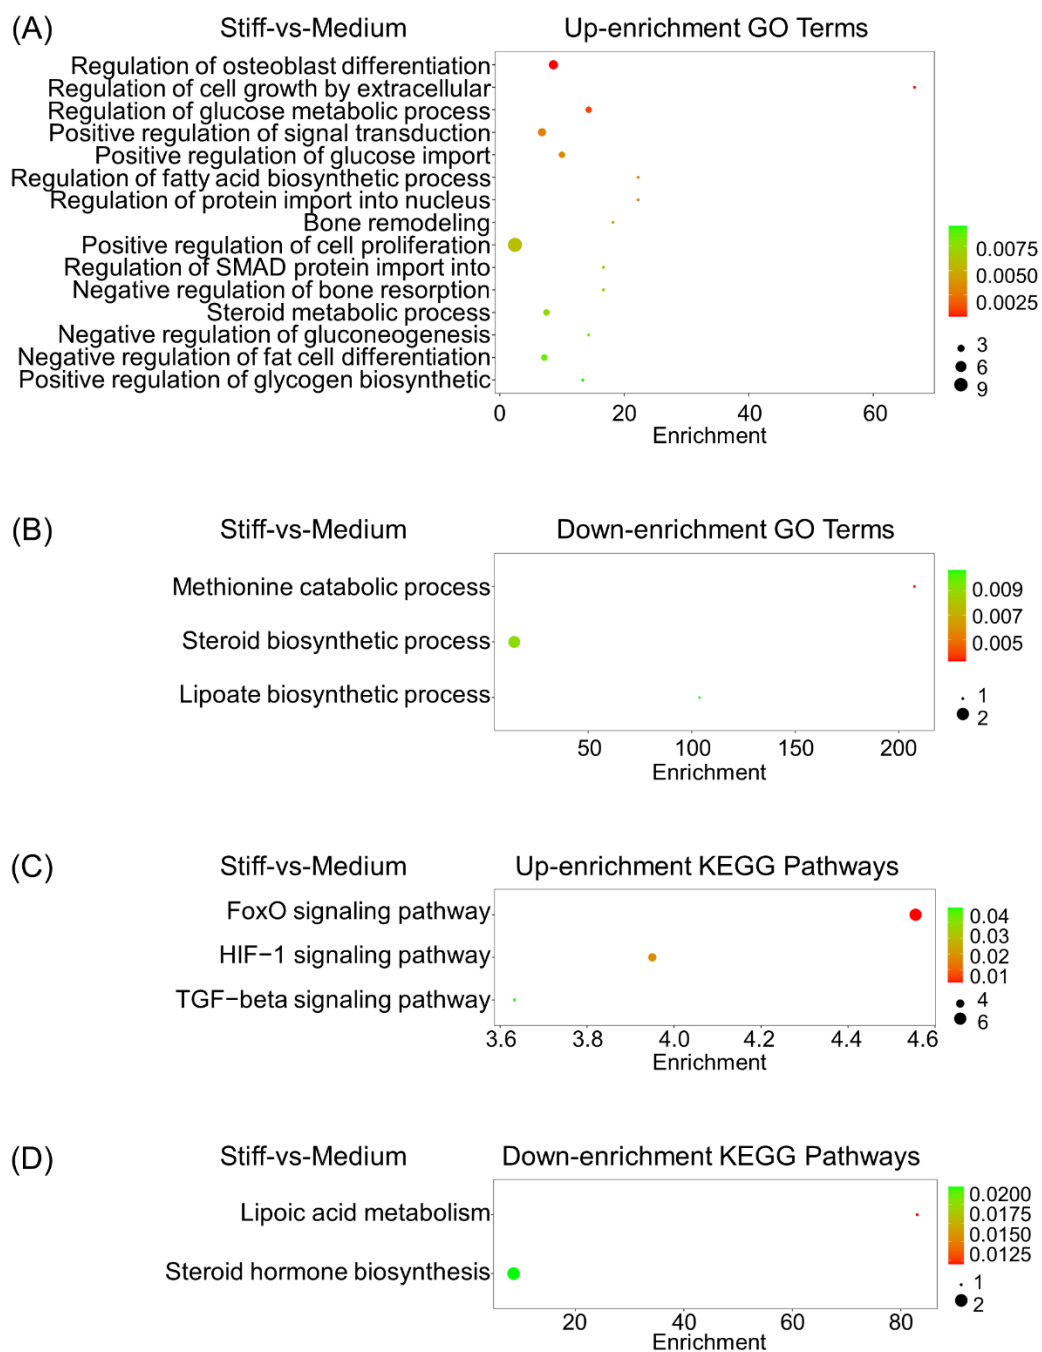 (A) Stiff-vs-Medium Up-enrichment GO Terms
Regulation of osteoblast differentiation
Regulation of cell growth by extracellular
Regulation of glucose metabolic process
Positive regulation of signal transduction
Positive regulation of glucose import
Regulation of fatty acid biosynthetic process
Regulation of protein import into nucleus
Bone remodeling
Positive regulation of cell proliferation
Regulation of SMAD protein import into
Negative regulation of bone resorption
Steroid metabolic process
Negative regulation of gluconeogenesis
Negative regulation of fat cell differentiation
Positive regulation of glycogen biosynthetic
0.0075
0.0050
0.0025
3
6
9
0 20 40 60
Enrichment
(B) Stiff-vs-Medium Down-enrichment GO Terms
Methionine catabolic process
Steroid biosynthetic process
Lipoate biosynthetic process
0.009
0.007
0.005
1
2
50 100 150 200
Enrichment
(C) Stiff-vs-Medium Up-enrichment KEGG Pathways
FoxO signaling pathway
HIF−1 signaling pathway
TGF−beta signaling pathway
0.04
0.03
0.02
0.01
4
6
3.6 3.8 4.0 4.2 4.4 4.6
Enrichment
(D) Stiff-vs-Medium Down-enrichment KEGG Pathways
Lipoic acid metabolism
Steroid hormone biosynthesis
0.0200
0.0175
0.0150
0.0125
1
2
20 40 60 80
Enrichment